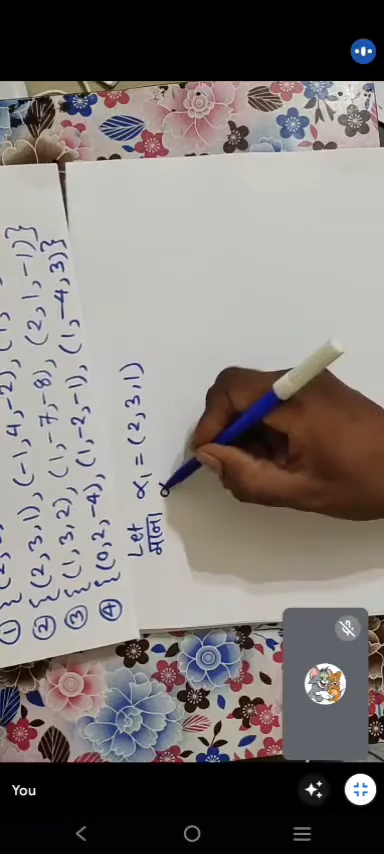 ① {(2,
② {(2, 3, 1), (-1, 4, -2), (1,
③ {(1, 3, 2), (1, -7, -8), (2, 1, -1)}
④ {(0, 2, -4), (1, -2, -1), (1, -4, 3)}
Let α₁ = (2, 3, 1)
माना
You